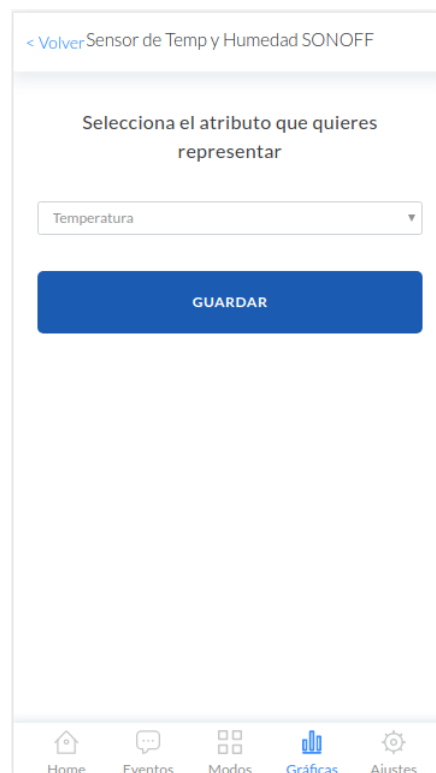 < Volver Sensor de Temp y Humedad SONOFF
Selecciona el atributo que quieres
representar
Temperatura
GUARDAR
Home Eventos Modos Gráficas Ajustes